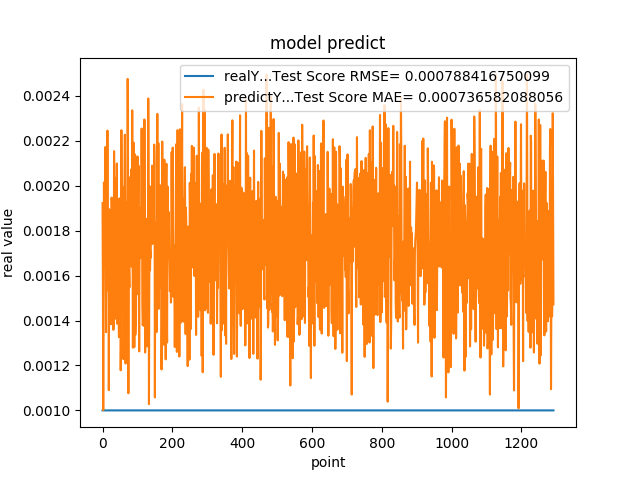 model predict
realY...Test Score RMSE= 0.000788416750099
predictY...Test Score MAE= 0.000736582088056
0.0024
0.0022
0.0020
0.0018
0.0016
0.0014
0.0012
0.0010
real value
0 200 400 600 800 1000 1200
point